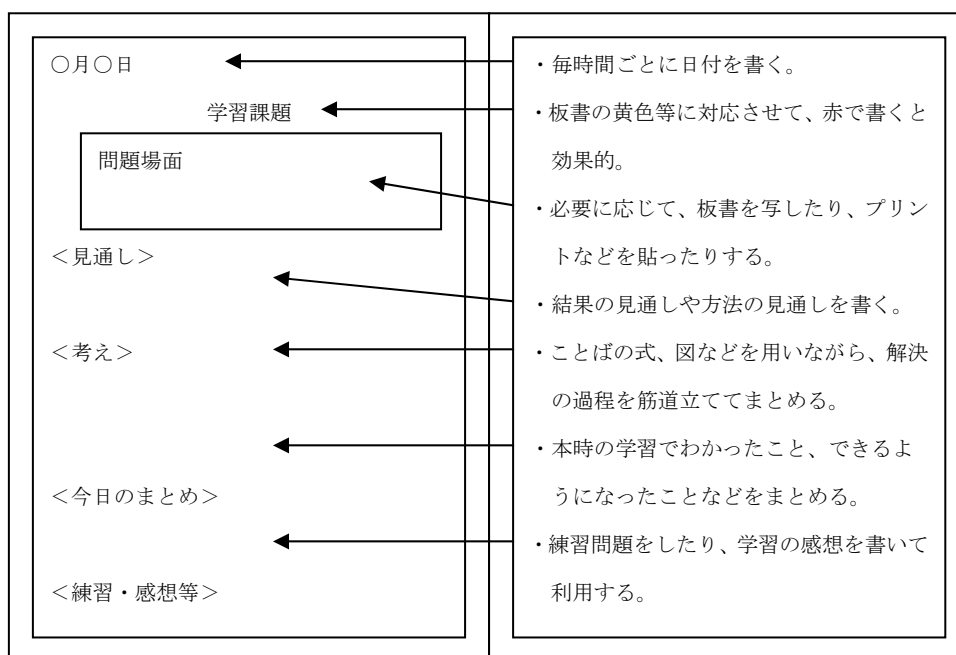 ○月○日
学習課題
問題場面
＜見通し＞
＜考え＞
＜今日のまとめ＞
＜練習・感想等＞
・毎時間ごとに日付を書く。
・板書の黄色等に対応させて、赤で書くと
効果的。
・必要に応じて、板書を写したり、プリン
トなどを貼ったりする。
・結果の見通しや方法の見通しを書く。
・ことばの式、図などを用いながら、解決
の過程を筋道立ててまとめる。
・本時の学習でわかったこと、できるよ
うになったことなどをまとめる。
・練習問題をしたり、学習の感想を書いて
利用する。